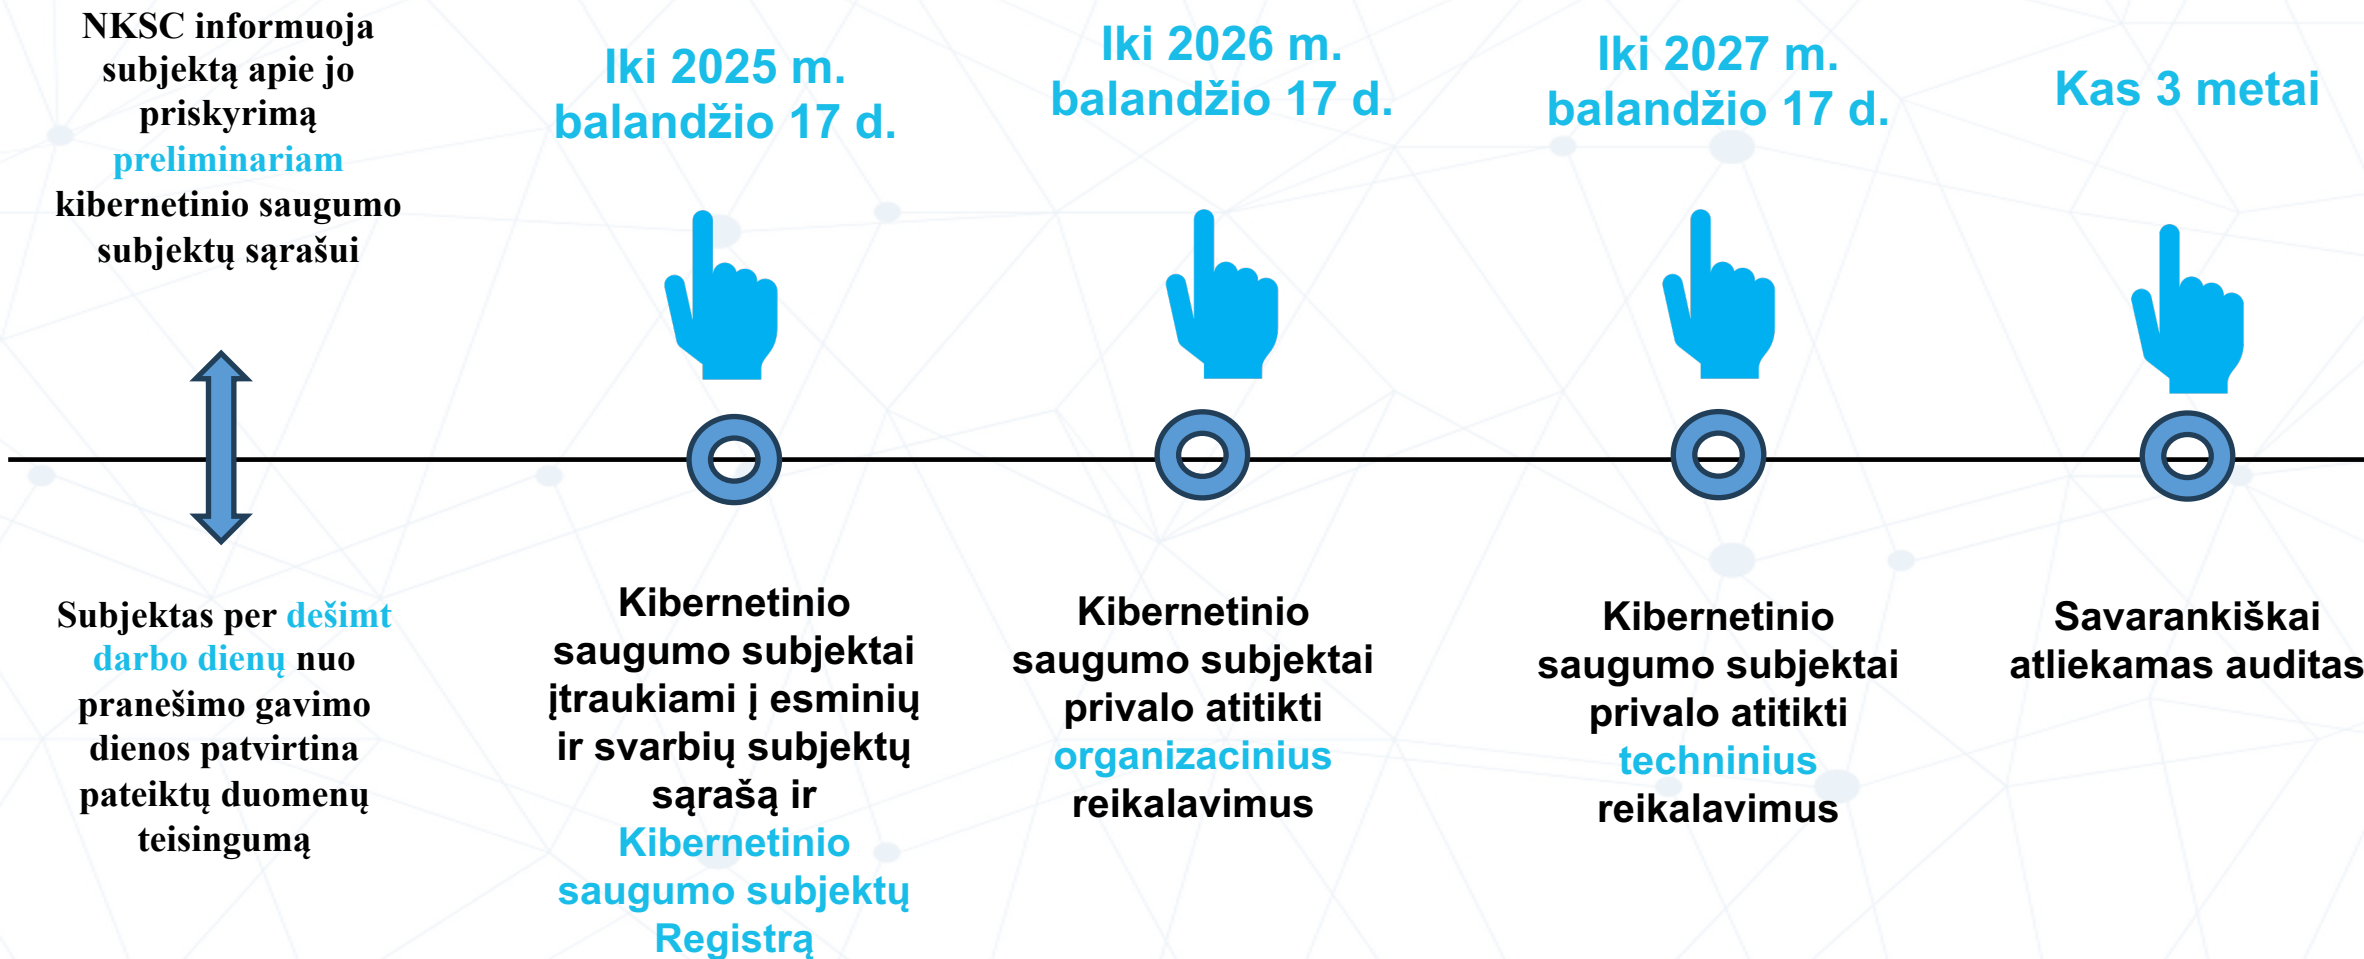 NKSC informuoja
subjektą apie jo
priskyrimą
preliminariam
kibernetinio saugumo
subjektų sąrašui
Subjektas per dešimt
darbo dienų nuo
pranešimo gavimo
dienos patvirtina
pateiktų duomenų
teisingumą
Iki 2025 m.
balandžio 17 d.
Kibernetinio
saugumo subjektai
įtraukiami į esminių
ir svarbių subjektų
sąrašą ir
Kibernetinio
saugumo subjektų
Registrą
Iki 2026 m.
balandžio 17 d.
Kibernetinio
saugumo subjektai
privalo atitikti
organizacinius
reikalavimus
Iki 2027 m.
balandžio 17 d.
Kibernetinio
saugumo subjektai
privalo atitikti
techninius
reikalavimus
Kas 3 metai
Savarankiškai
atliekamas auditas